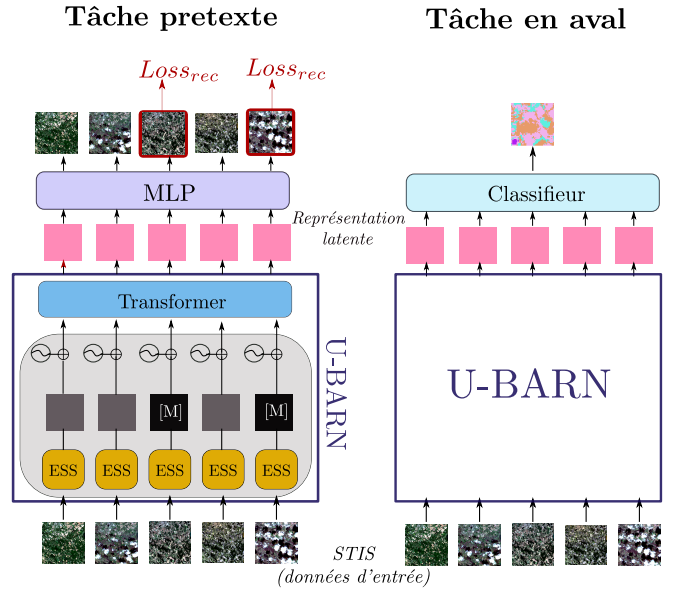 Tâche pretexte
Tâche en aval
Loss_rec
Loss_rec
MLP
Classifieur
Représentation
latente
Transformer
U-BARN
[M]
[M]
U-BARN
ESS
ESS
ESS
ESS
ESS
STIS
(données d'entrée)